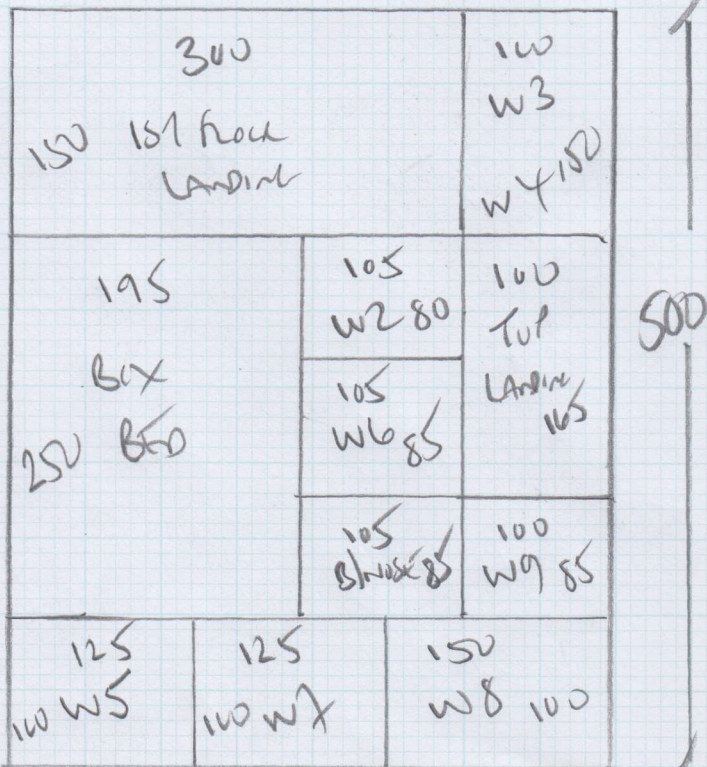 300
150 1ST FLOOR
LANDING
100
W3
W4 150
195
BOX
250 BED
105
W2 80
100
TOP
LANDING
165
500
105
W6 85
105
B/NOSE 85
100
W9 85
125
100 W5
125
100 W7
150
W8 100